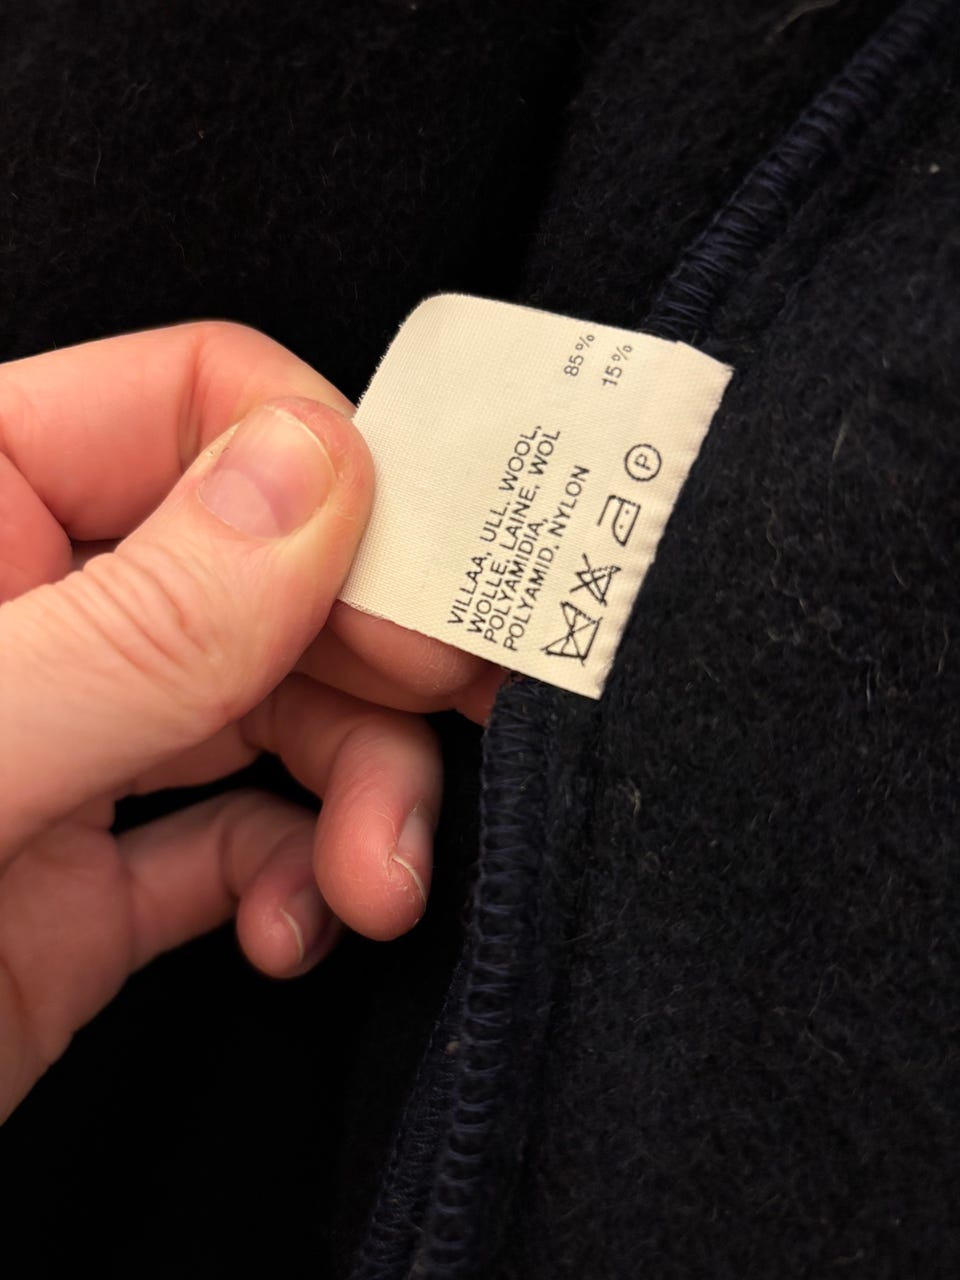 VILLAA, ULL, WOOL, 85%
WOLLE, LAINE, WOL
POLYAMIDIA, 15%
POLYAMID, NYLON
P